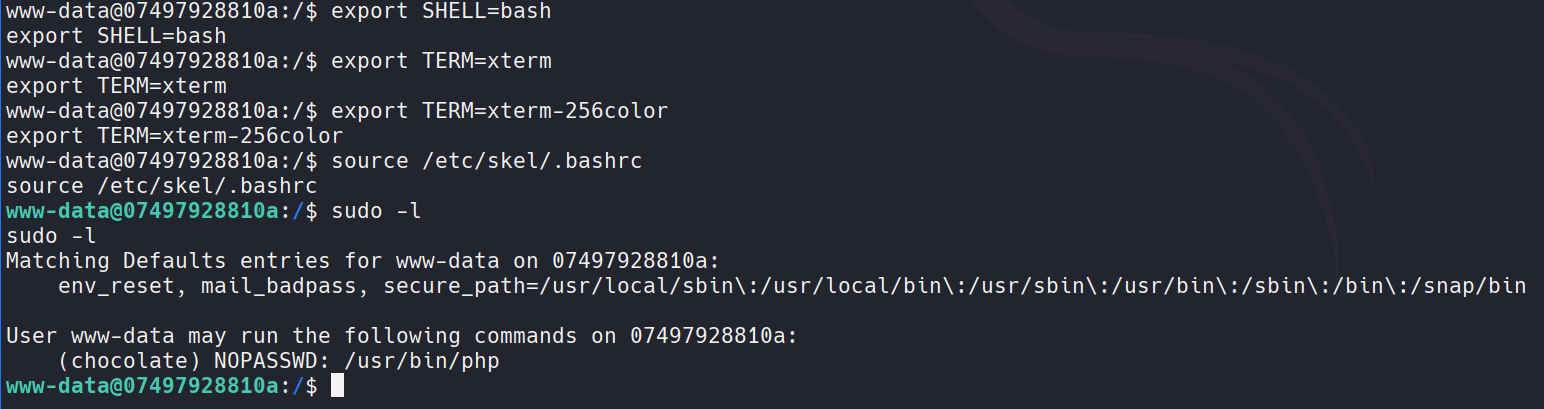 www-data@07497928810a:/$ export SHELL=bash
export SHELL=bash
www-data@07497928810a:/$ export TERM=xterm
export TERM=xterm
www-data@07497928810a:/$ export TERM=xterm-256color
export TERM=xterm-256color
www-data@07497928810a:/$ source /etc/skel/.bashrc
source /etc/skel/.bashrc
www-data@07497928810a:/$ sudo -l
sudo -l
Matching Defaults entries for www-data on 07497928810a:
    env_reset, mail_badpass, secure_path=/usr/local/sbin\:/usr/local/bin\:/usr/sbin\:/usr/bin\:/sbin\:/bin\:/snap/bin

User www-data may run the following commands on 07497928810a:
    (chocolate) NOPASSWD: /usr/bin/php
www-data@07497928810a:/$